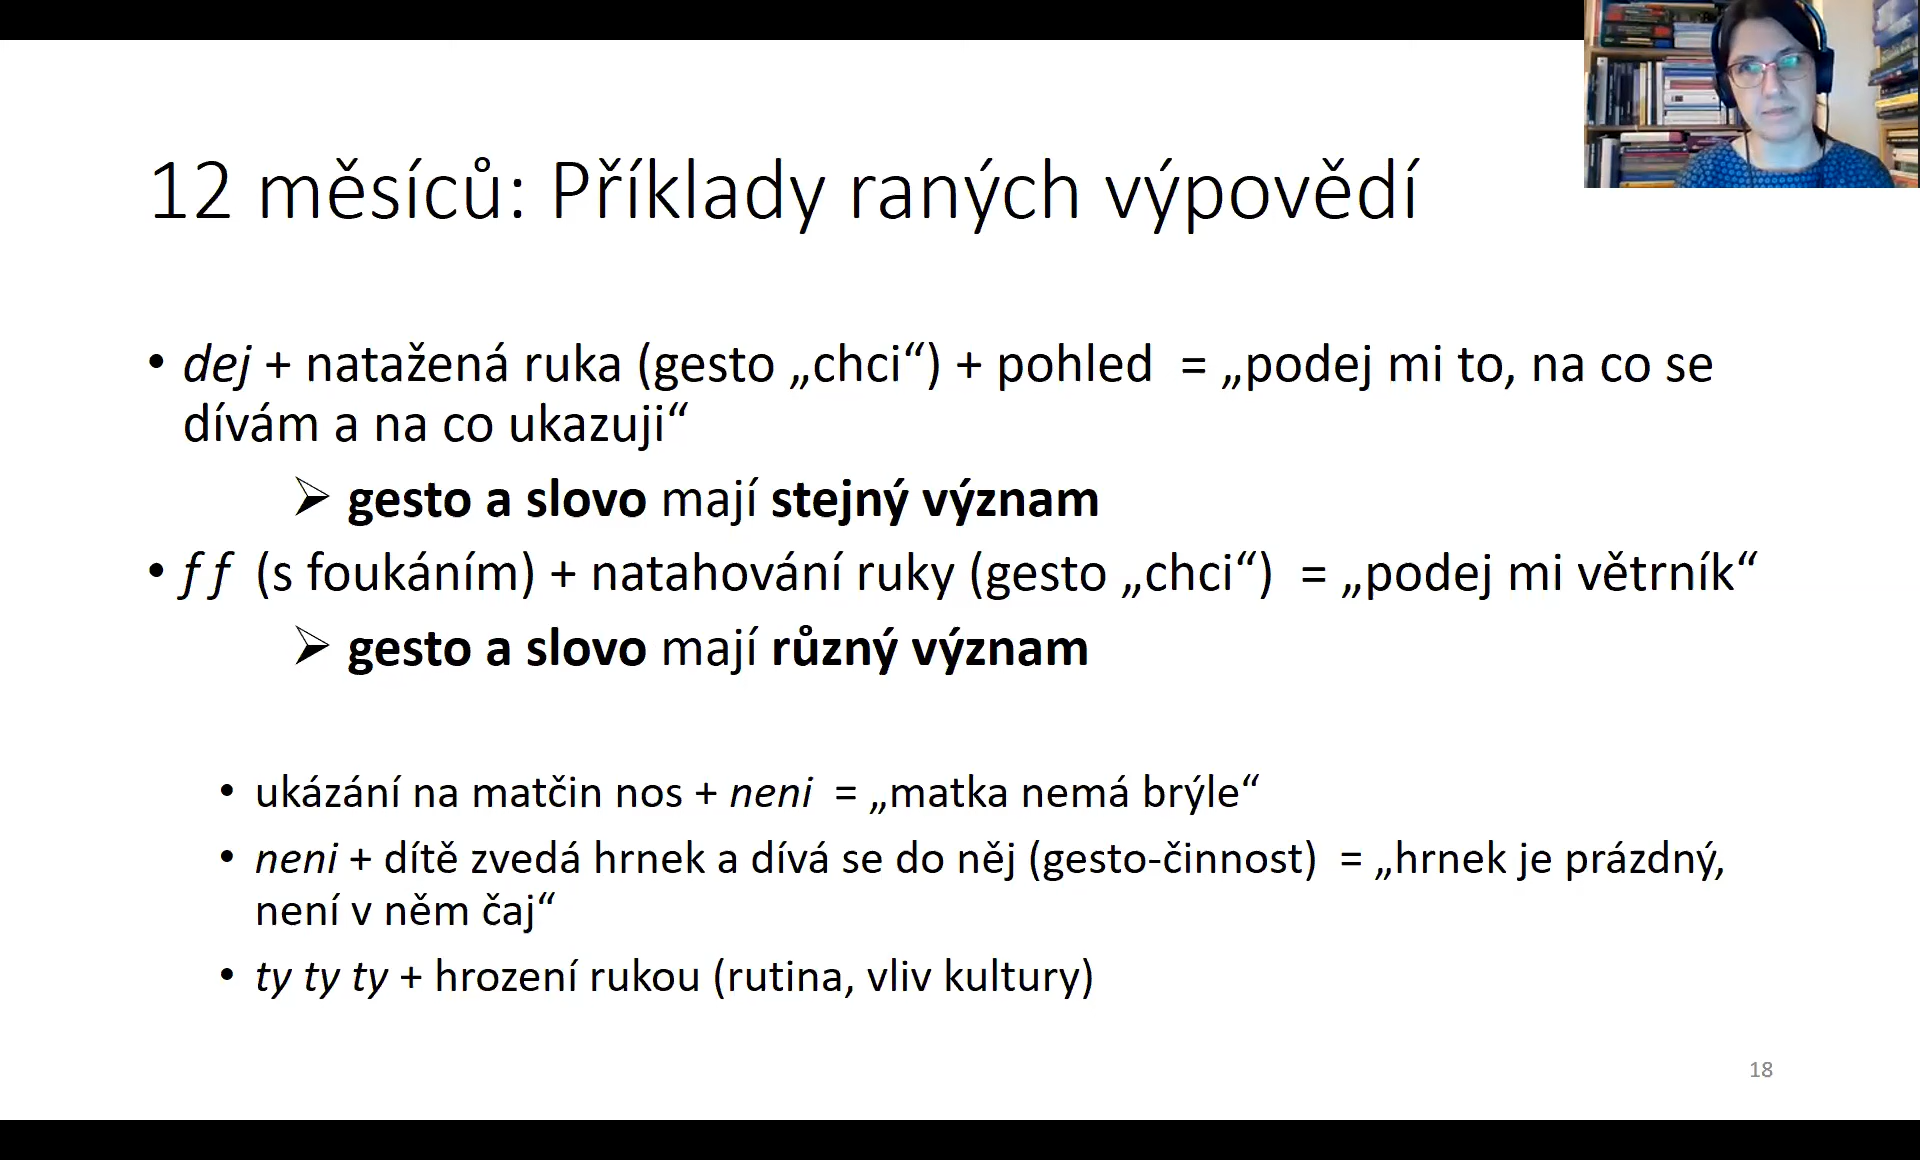 12 měsíců: Příklady raných výpovědí
• dej + natažená ruka (gesto „chci“) + pohled = „podej mi to, na co se
dívám a na co ukazuji“
➢ gesto a slovo mají stejný význam
• f f (s foukáním) + natahování ruky (gesto „chci“) = „podej mi větrník“
➢ gesto a slovo mají různý význam
• ukázání na matčin nos + neni = „matka nemá brýle“
• neni + dítě zvedá hrnek a dívá se do něj (gesto-činnost) = „hrnek je prázdný,
není v něm čaj“
• ty ty ty + hrození rukou (rutina, vliv kultury)
18